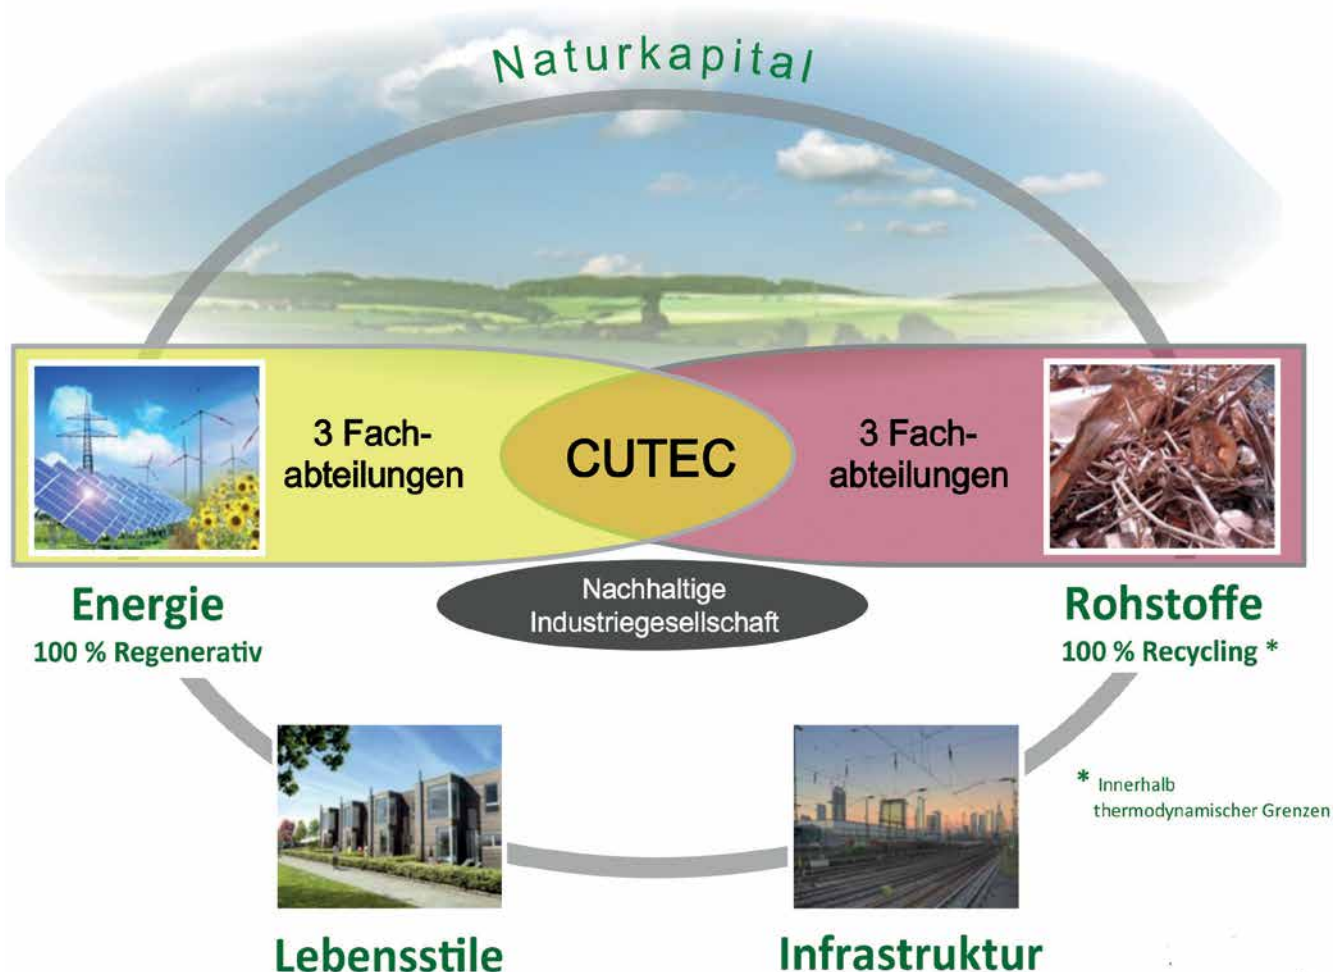 Naturkapital
3 Fach-
abteilungen
CUTEC
3 Fach-
abteilungen
Nachhaltige
Industriegesellschaft
Energie
100 % Regenerativ
Rohstoffe
100 % Recycling *
* Innerhalb
thermodynamischer Grenzen
Lebensstile
Infrastruktur